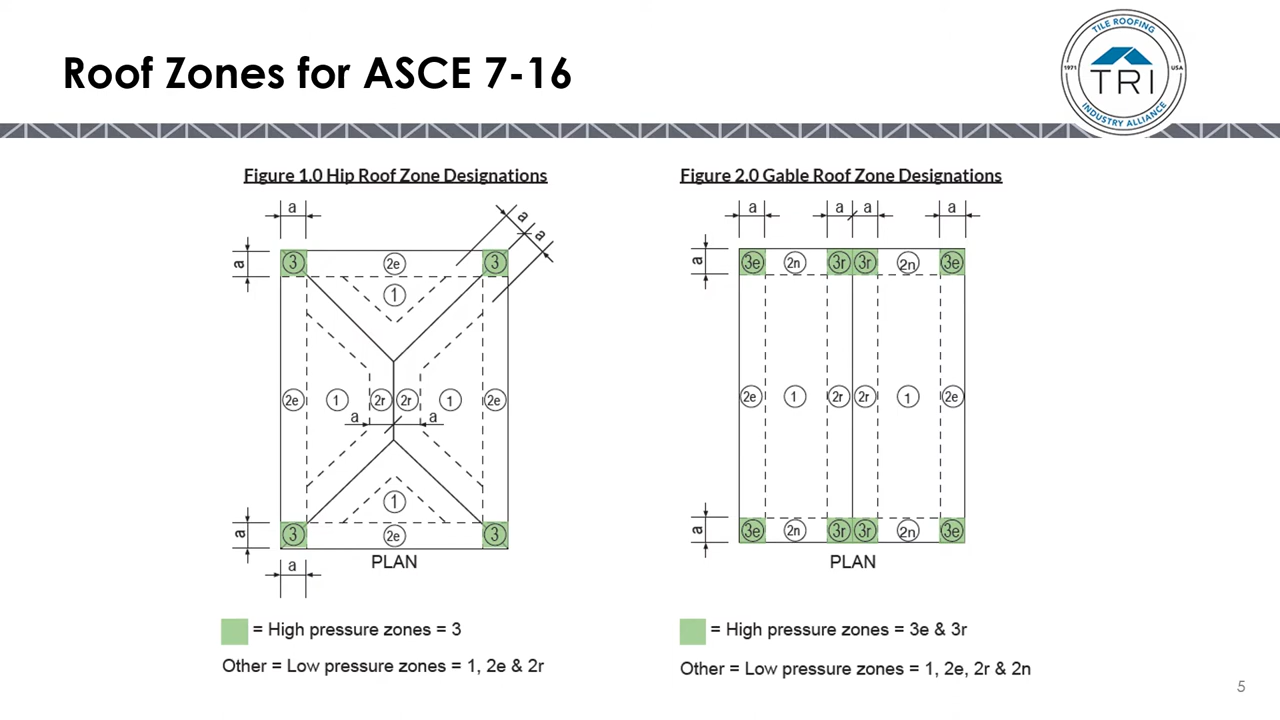 Roof Zones for ASCE 7-16
TILE ROOFING
1971
USA
TRI
INDUSTRY ALLIANCE
Figure 1.0 Hip Roof Zone Designations
a
a
a
a
3
2e
3
1
2e
1
2r
2r
1
2e
a
a
1
a
3
2e
3
a
PLAN
= High pressure zones = 3
Other = Low pressure zones = 1, 2e & 2r
Figure 2.0 Gable Roof Zone Designations
a
a
a
a
a
3e
2n
3r
3r
2n
3e
2e
1
2r
2r
1
2e
a
3e
2n
3r
3r
2n
3e
PLAN
= High pressure zones = 3e & 3r
Other = Low pressure zones = 1, 2e, 2r & 2n
5